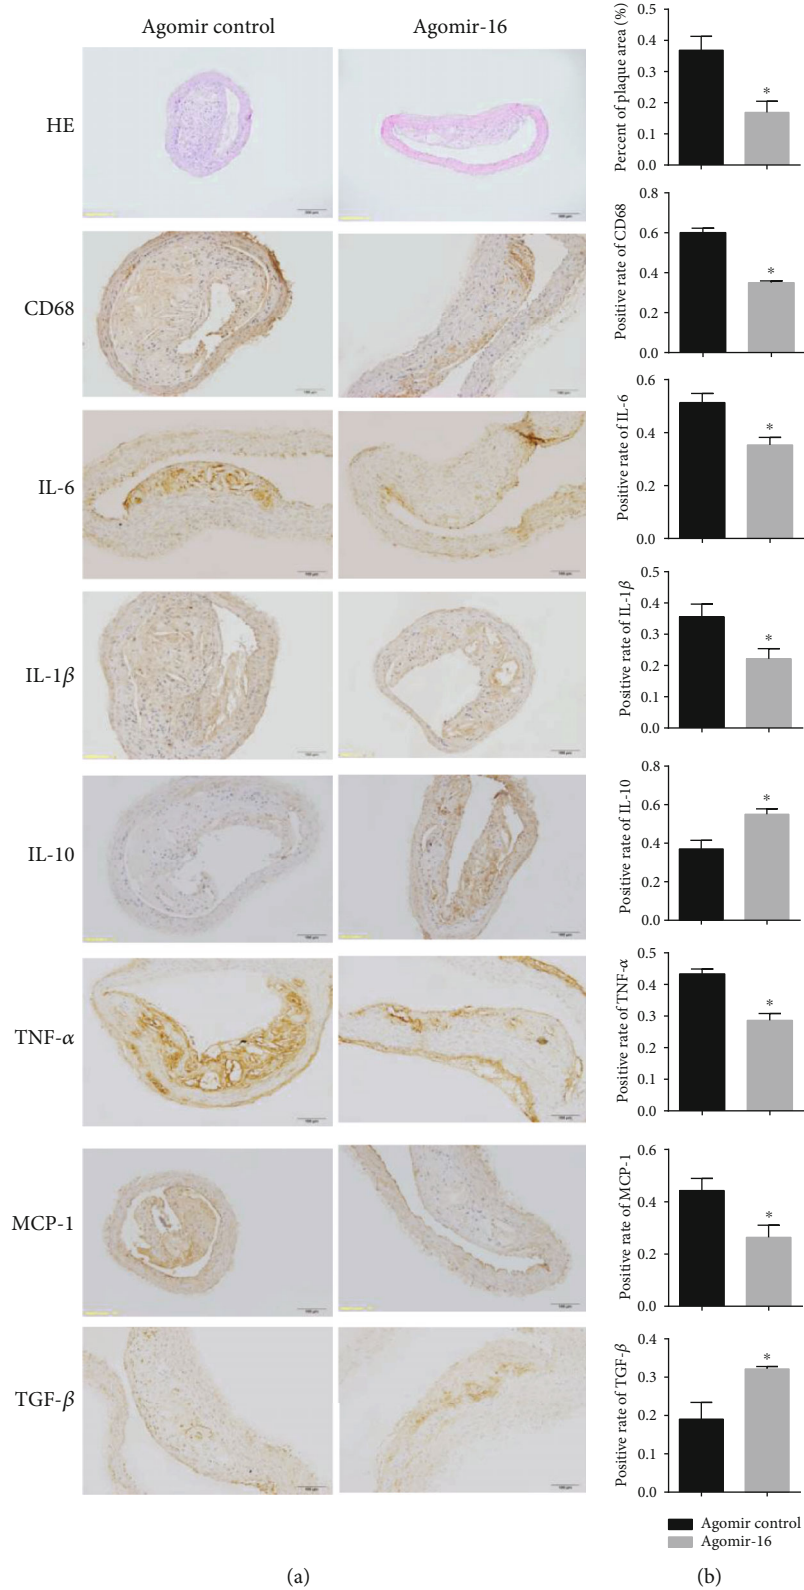 Agomir control
Agomir-16
HE
CD68
IL-6
IL-1β
IL-10
TNF-α
MCP-1
TGF-β
(a)
Percent of plaque area (%)
0.5
0.4
0.3
0.2
0.1
0.0
*
Positive rate of CD68
0.8
0.6
0.4
0.2
0.0
*
Positive rate of IL-6
0.6
0.4
0.2
0.0
*
Positive rate of IL-1β
0.5
0.4
0.3
0.2
0.1
0.0
*
Positive rate of IL-10
0.8
0.6
0.4
0.2
0.0
*
Positive rate of TNF-α
0.5
0.4
0.3
0.2
0.1
0.0
*
Positive rate of MCP-1
0.6
0.4
0.2
0.0
*
Positive rate of TGF-β
0.4
0.3
0.2
0.1
0.0
*
Agomir control
Agomir-16
(b)